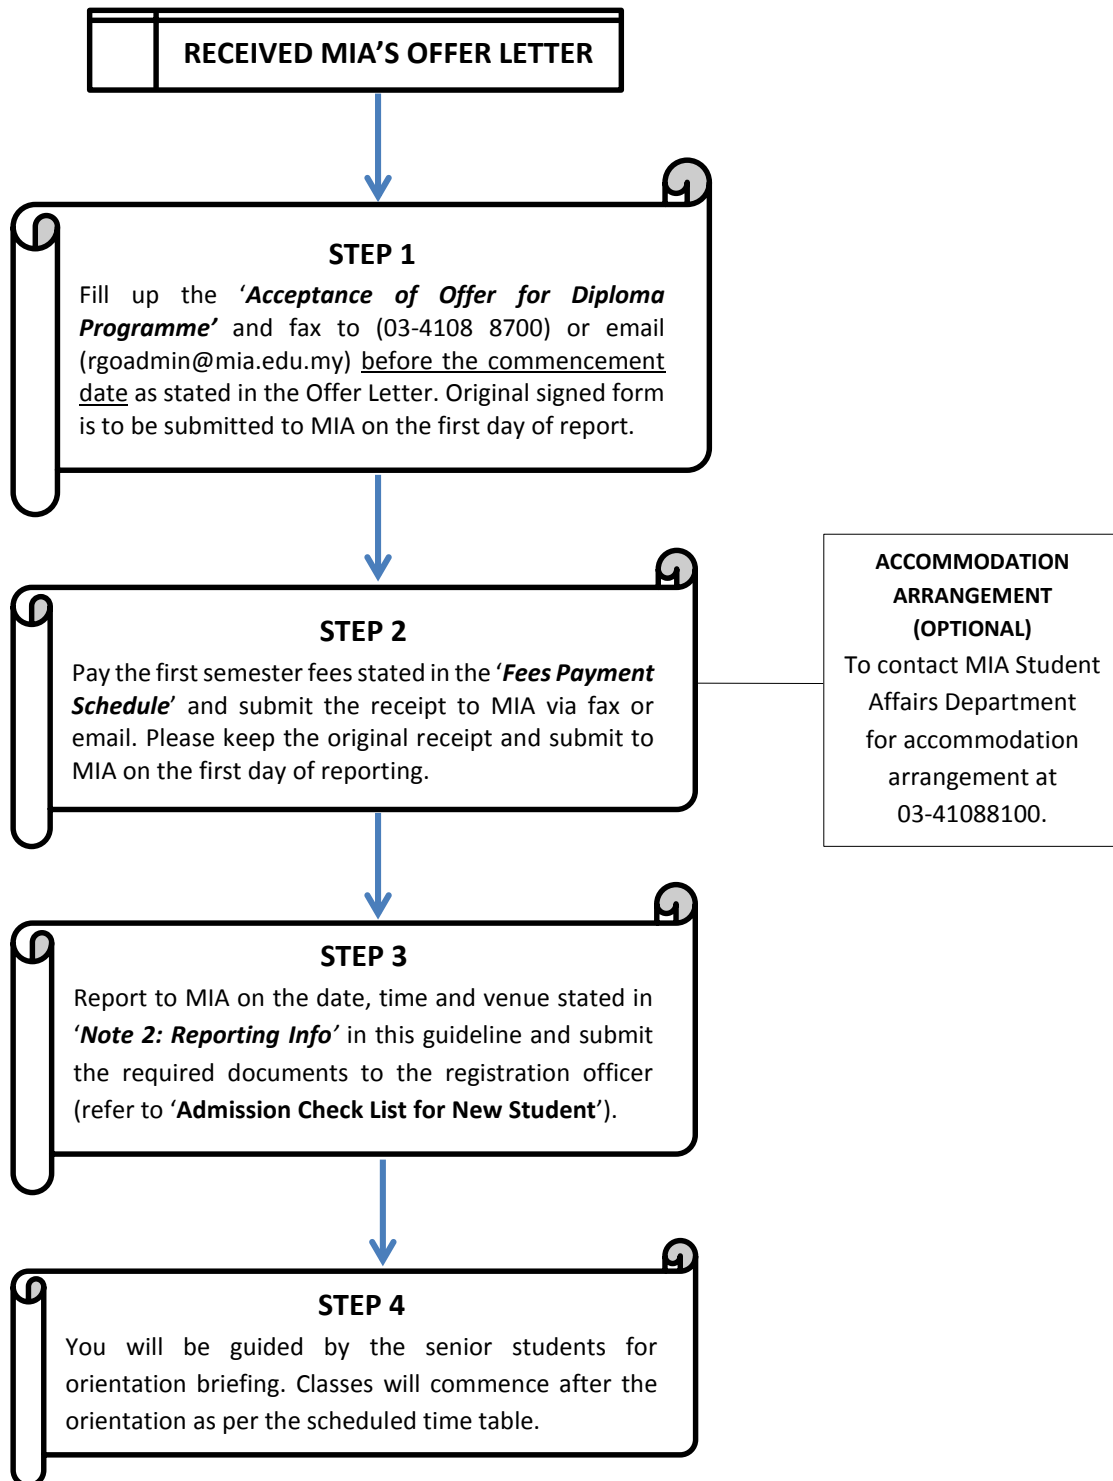 RECEIVED MIA’S OFFER LETTER
STEP 1
Fill up the ‘Acceptance of Offer for Diploma
Programme’ and fax to (03-4108 8700) or email
(rgoadmin@mia.edu.my) before the commencement
date as stated in the Offer Letter. Original signed form
is to be submitted to MIA on the first day of report.
STEP 2
Pay the first semester fees stated in the ‘Fees Payment
Schedule’ and submit the receipt to MIA via fax or
email. Please keep the original receipt and submit to
MIA on the first day of reporting.
ACCOMMODATION
ARRANGEMENT
(OPTIONAL)
To contact MIA Student
Affairs Department
for accommodation
arrangement at
03-41088100.
STEP 3
Report to MIA on the date, time and venue stated in
‘Note 2: Reporting Info’ in this guideline and submit
the required documents to the registration officer
(refer to ‘Admission Check List for New Student’).
STEP 4
You will be guided by the senior students for
orientation briefing. Classes will commence after the
orientation as per the scheduled time table.